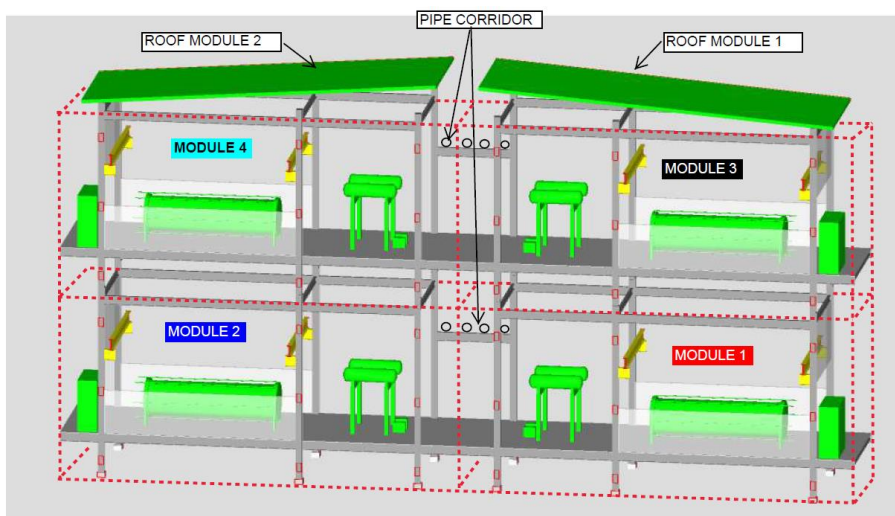 PIPE CORRIDOR
ROOF MODULE 2
ROOF MODULE 1
MODULE 4
MODULE 3
MODULE 2
MODULE 1